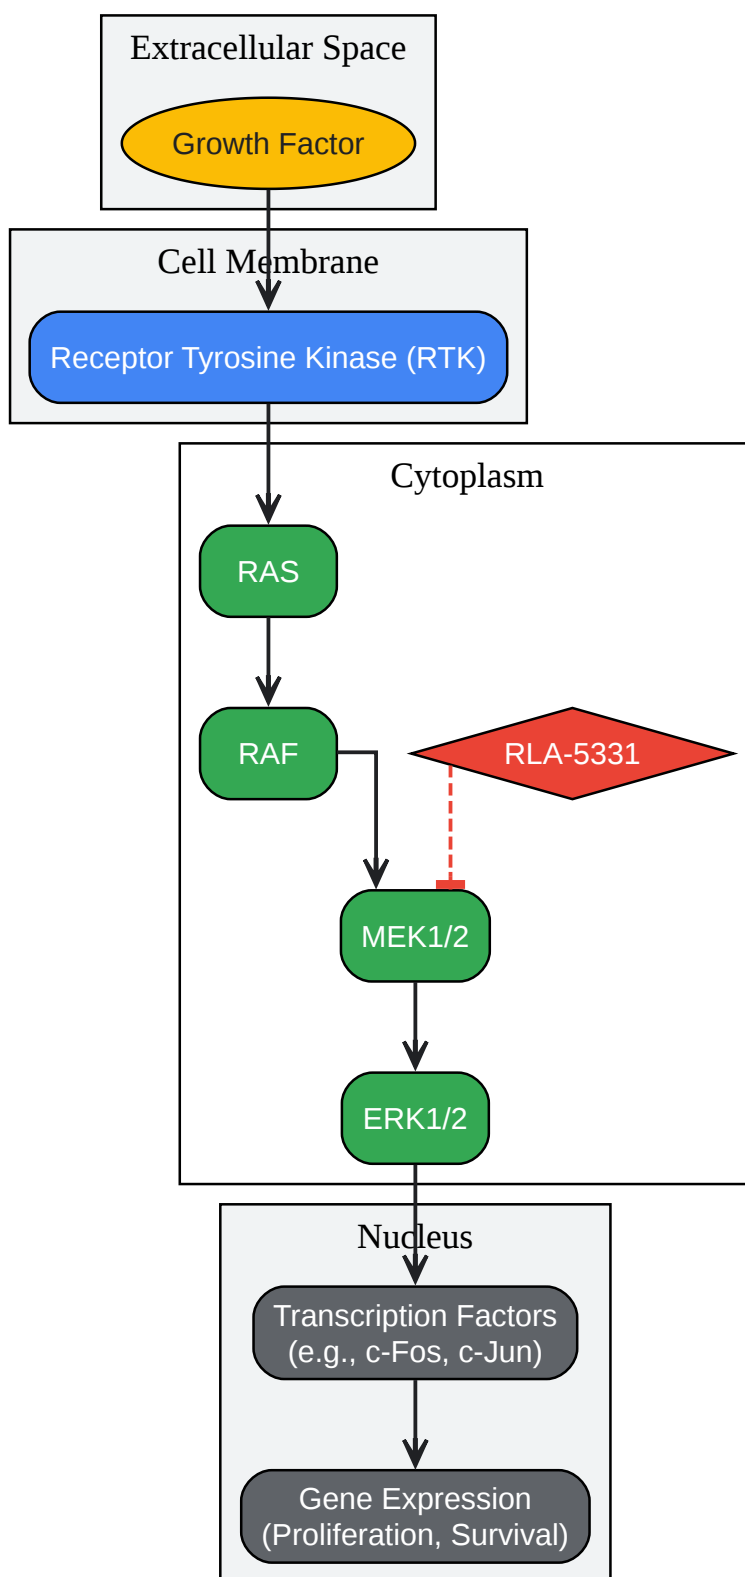 Extracellular Space
Growth Factor
Cell Membrane
Receptor Tyrosine Kinase (RTK)
Cytoplasm
RAS
RAF
RLA-5331
MEK1/2
ERK1/2
Nucleus
Transcription Factors
(e.g., c-Fos, c-Jun)
Gene Expression
(Proliferation, Survival)